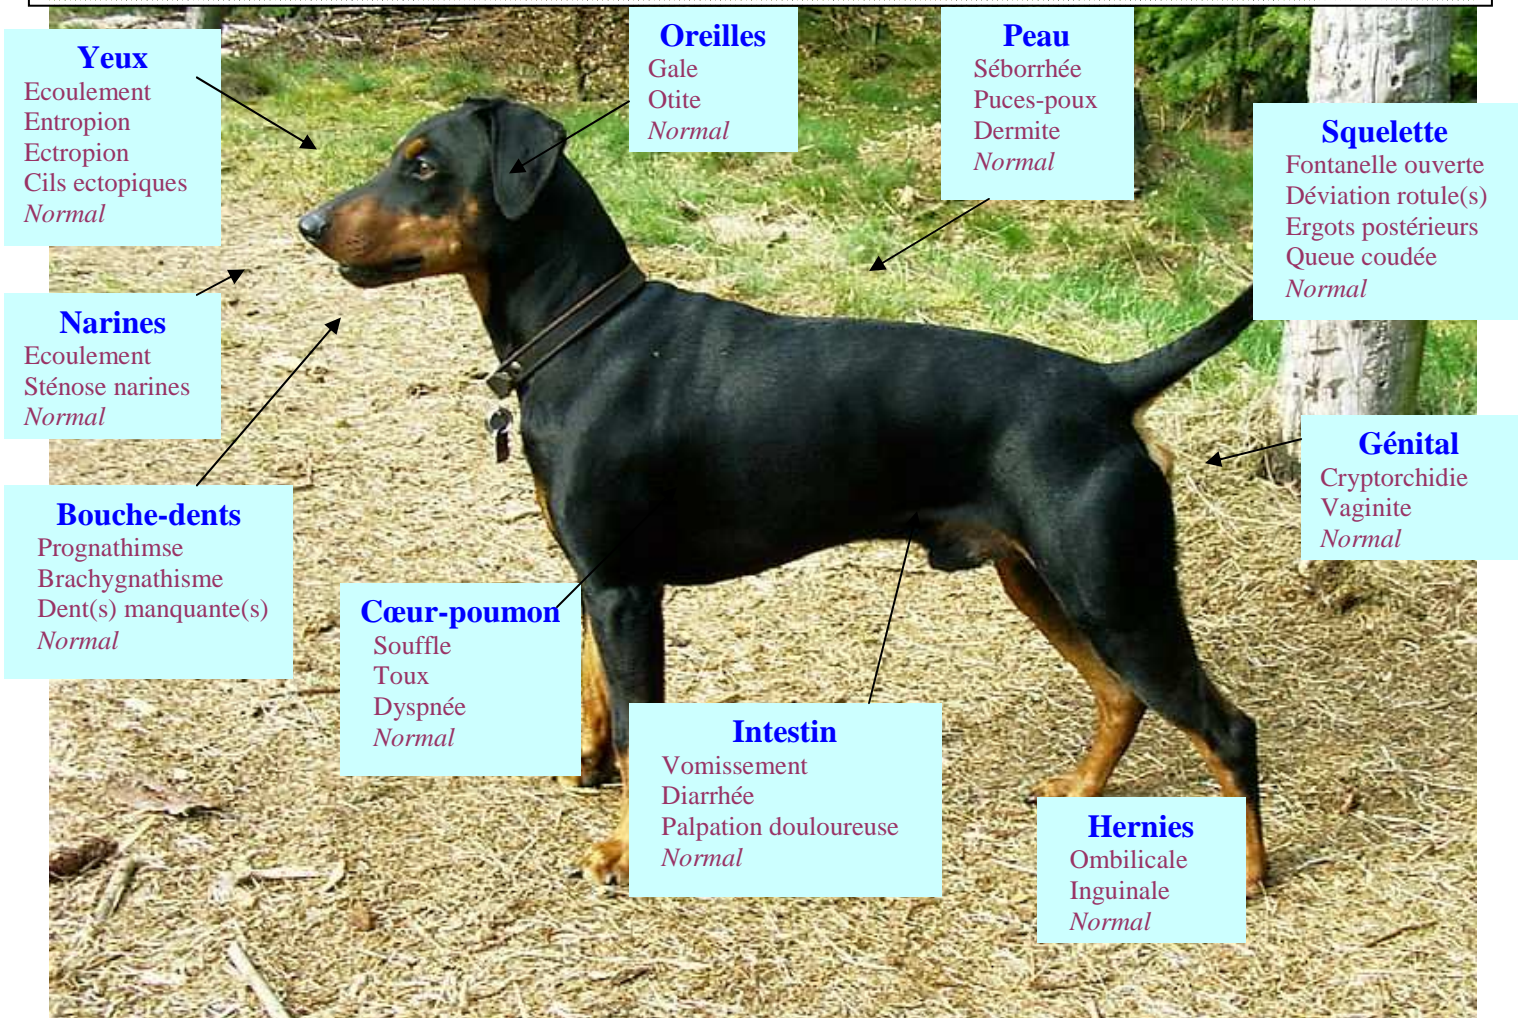 Yeux
Ecoulement
Entropion
Ectropion
Cils ectopiques
Normal
Oreilles
Gale
Otite
Normal
Peau
Séborrhée
Puces-poux
Dermite
Normal
Squelette
Fontanelle ouverte
Déviation rotule(s)
Ergots postérieurs
Queue coudée
Normal
Narines
Ecoulement
Sténose narines
Normal
Génital
Cryptorchidie
Vaginite
Normal
Bouche-dents
Prognathimse
Brachygnathisme
Dent(s) manquante(s)
Normal
Cœur-poumon
Souffle
Toux
Dyspnée
Normal
Intestin
Vomissement
Diarrhée
Palpation douloureuse
Normal
Hernies
Ombilicale
Inguinale
Normal